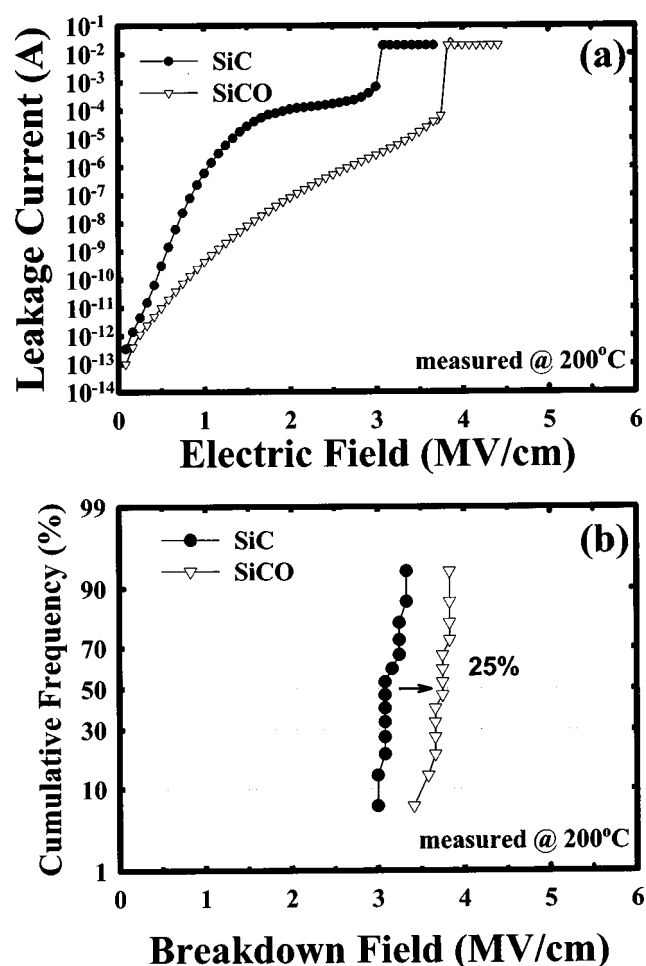 (a)
SiC
SiCO
10⁻¹
10⁻²
10⁻³
10⁻⁴
10⁻⁵
10⁻⁶
10⁻⁷
10⁻⁸
10⁻⁹
10⁻¹⁰
10⁻¹¹
10⁻¹²
10⁻¹³
10⁻¹⁴
Leakage Current (A)
measured @ 200°C
0 1 2 3 4 5 6
Electric Field (MV/cm)
(b)
SiC
SiCO
99
90
70
50
30
10
1
Cumulative Frequency (%)
25%
measured @ 200°C
0 1 2 3 4 5 6
Breakdown Field (MV/cm)